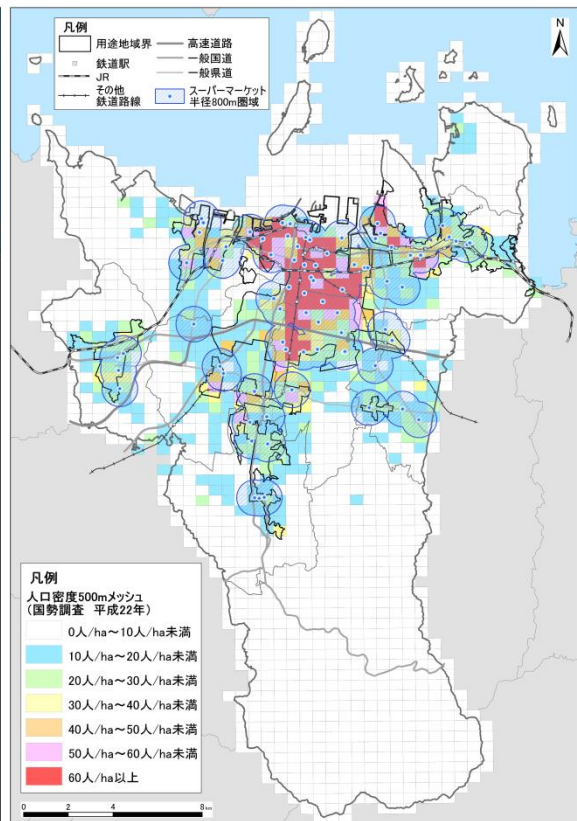 凡例
用途地域界
鉄道駅
JR
その他
鉄道路線
高速道路
一般国道
一般県道
スーパーマーケット
半径800m圏域
N
凡例
人口密度500mメッシュ
(国勢調査 平成22年)
0人/ha~10人/ha未満
10人/ha~20人/ha未満
20人/ha~30人/ha未満
30人/ha~40人/ha未満
40人/ha~50人/ha未満
50人/ha~60人/ha未満
60人/ha以上
0 2 4 8 km